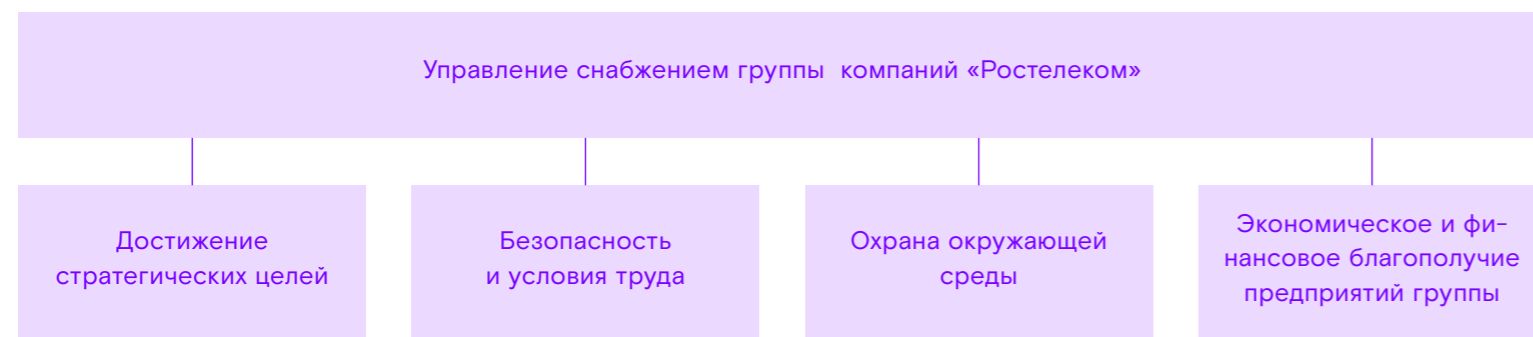 Управление снабжением группы  компаний «Ростелеком»
Достижение
стратегических целей
Безопасность
и условия труда
Охрана окружающей
среды
Экономическое и фи-
нансовое благополучие
предприятий группы